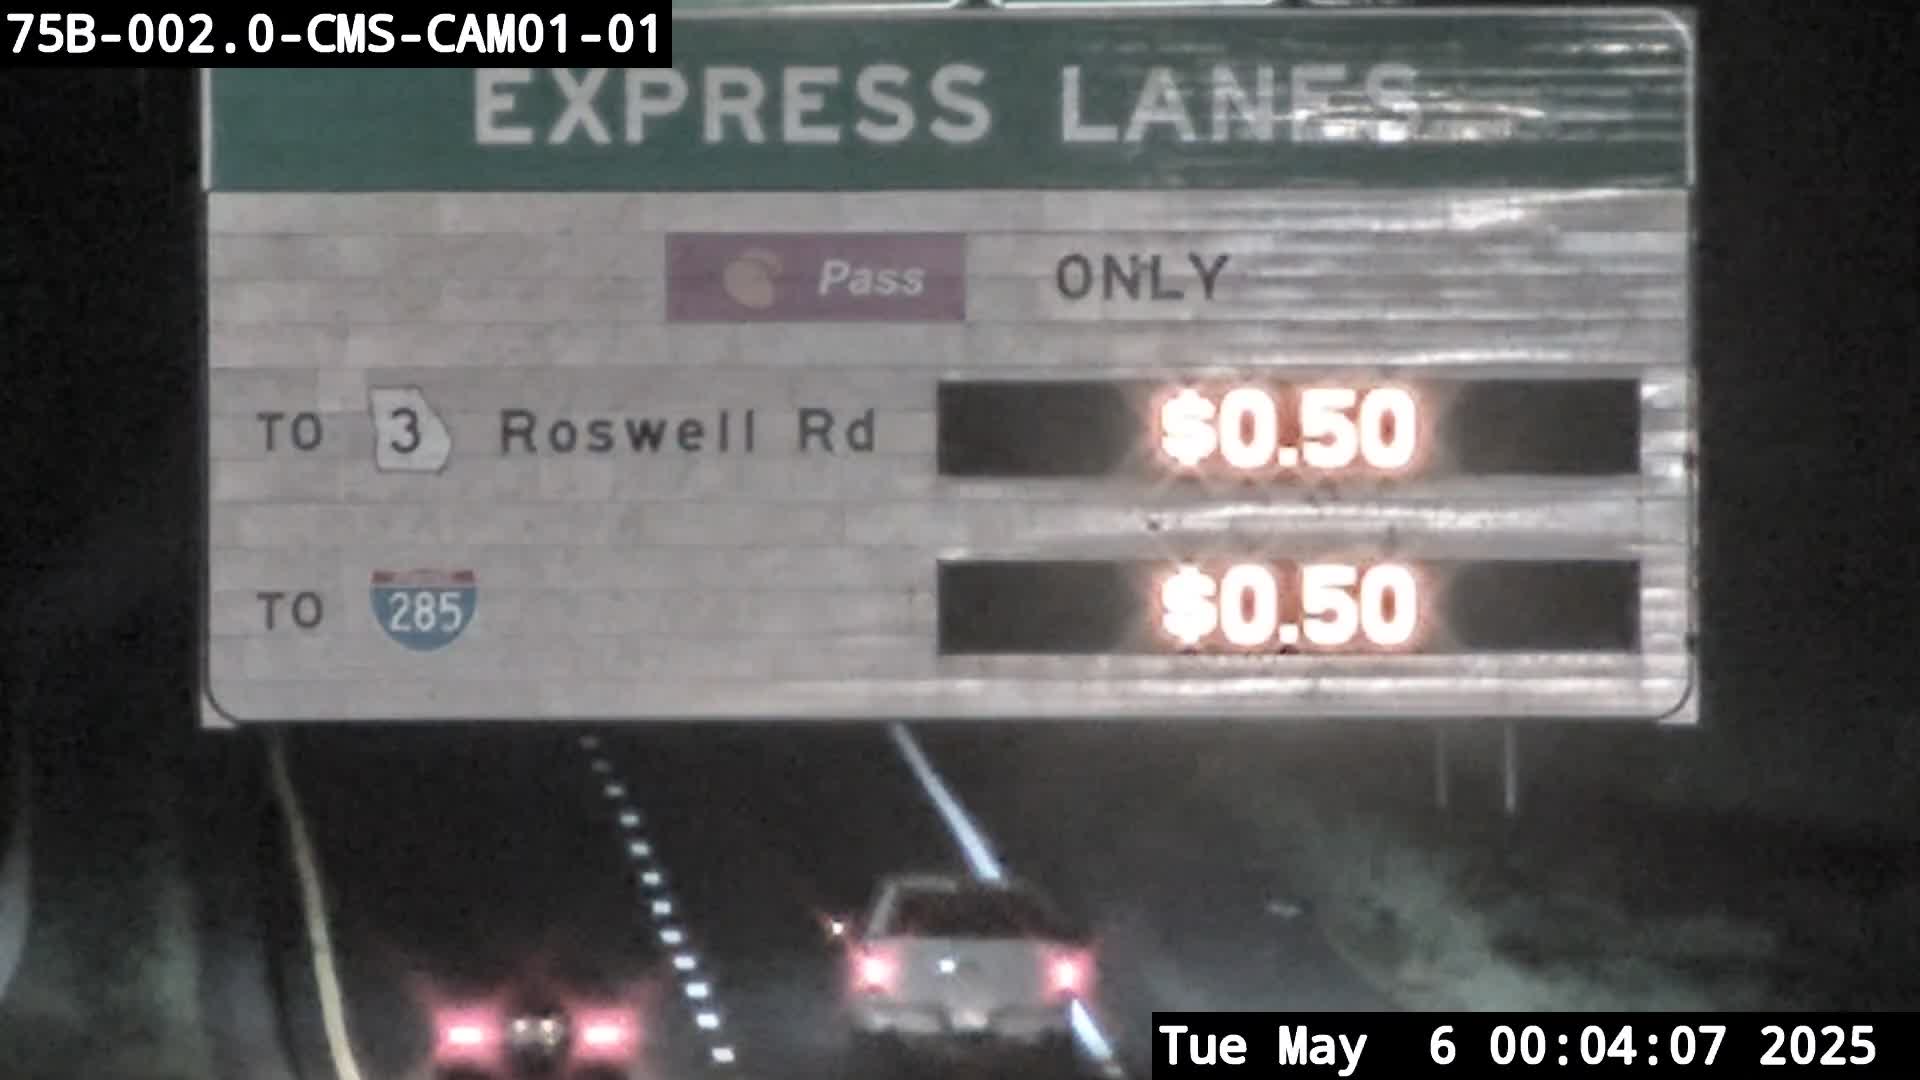 75B-002.0-CMS-CAM01-01
EXPRESS LANES
Pass ONLY
TO 3 Roswell Rd $0.50
TO 285 $0.50
Tue May 6 00:04:07 2025